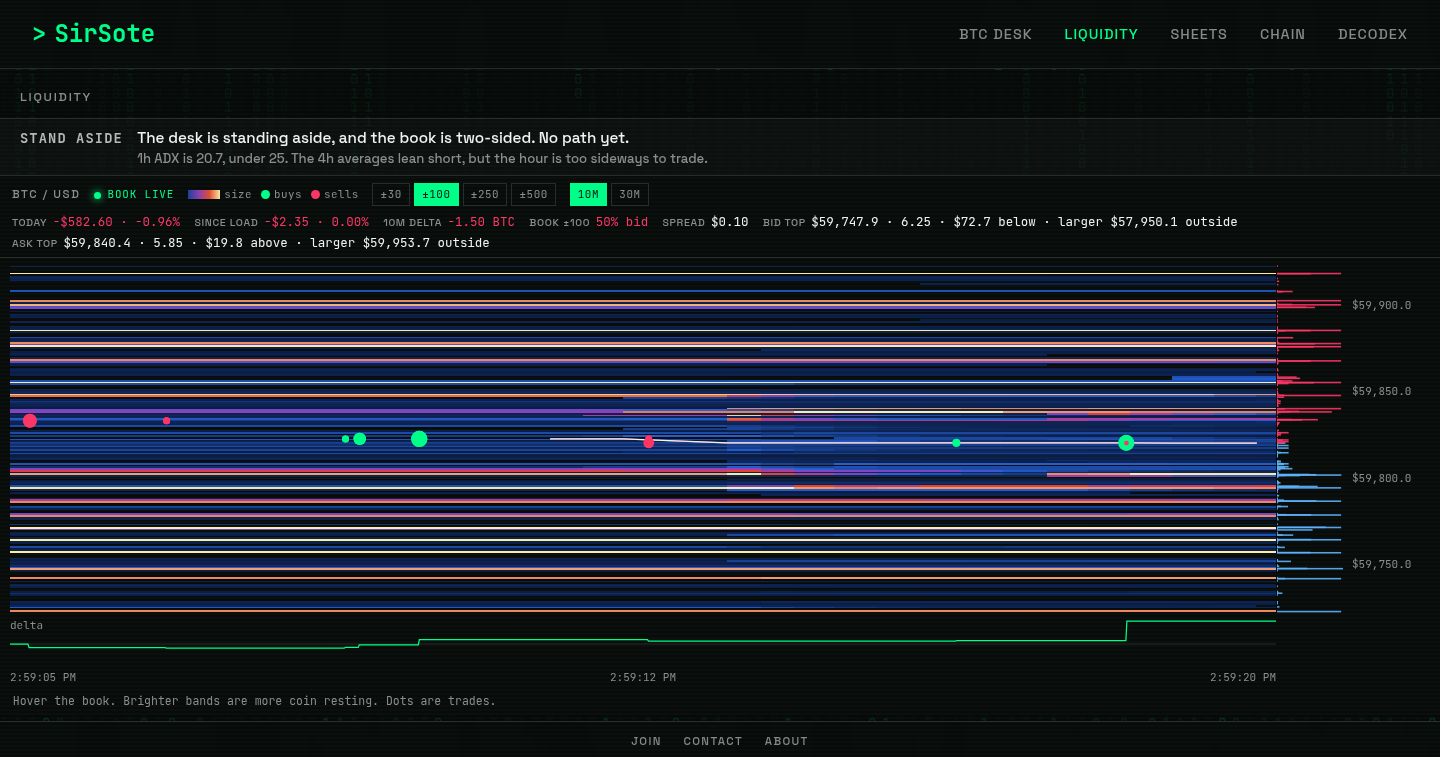 > SirSote
BTC DESK LIQUIDITY SHEETS CHAIN DECODEX
LIQUIDITY
STAND ASIDE The desk is standing aside, and the book is two-sided. No path yet.
1h ADX is 20.7, under 25. The 4h averages lean short, but the hour is too sideways to trade.
BTC / USD BOOK LIVE size buys sells ±30 ±100 ±250 ±500 10M 30M
TODAY -$582.60 · -0.96% SINCE LOAD -$2.35 · 0.00% 10M DELTA -1.50 BTC BOOK ±100 50% bid SPREAD $0.10 BID TOP $59,747.9 · 6.25 · $72.7 below · larger $57,950.1 outside
ASK TOP $59,840.4 · 5.85 · $19.8 above · larger $59,953.7 outside
$59,900.0
$59,850.0
$59,800.0
$59,750.0
delta
2:59:05 PM 2:59:12 PM 2:59:20 PM
Hover the book. Brighter bands are more coin resting. Dots are trades.
JOIN CONTACT ABOUT